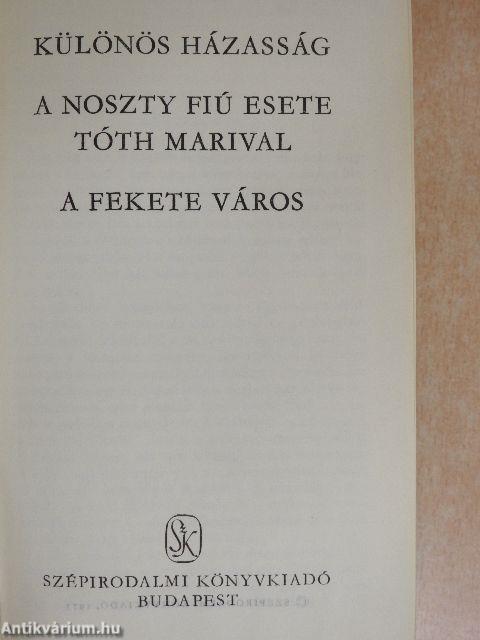 KÜLÖNÖS HÁZASSÁG
A NOSZTY FIÚ ESETE
TÓTH MARIVAL
A FEKETE VÁROS
SZK
SZÉPIRODALMI KÖNYVKIADÓ
BUDAPEST
Antikvárium.hu